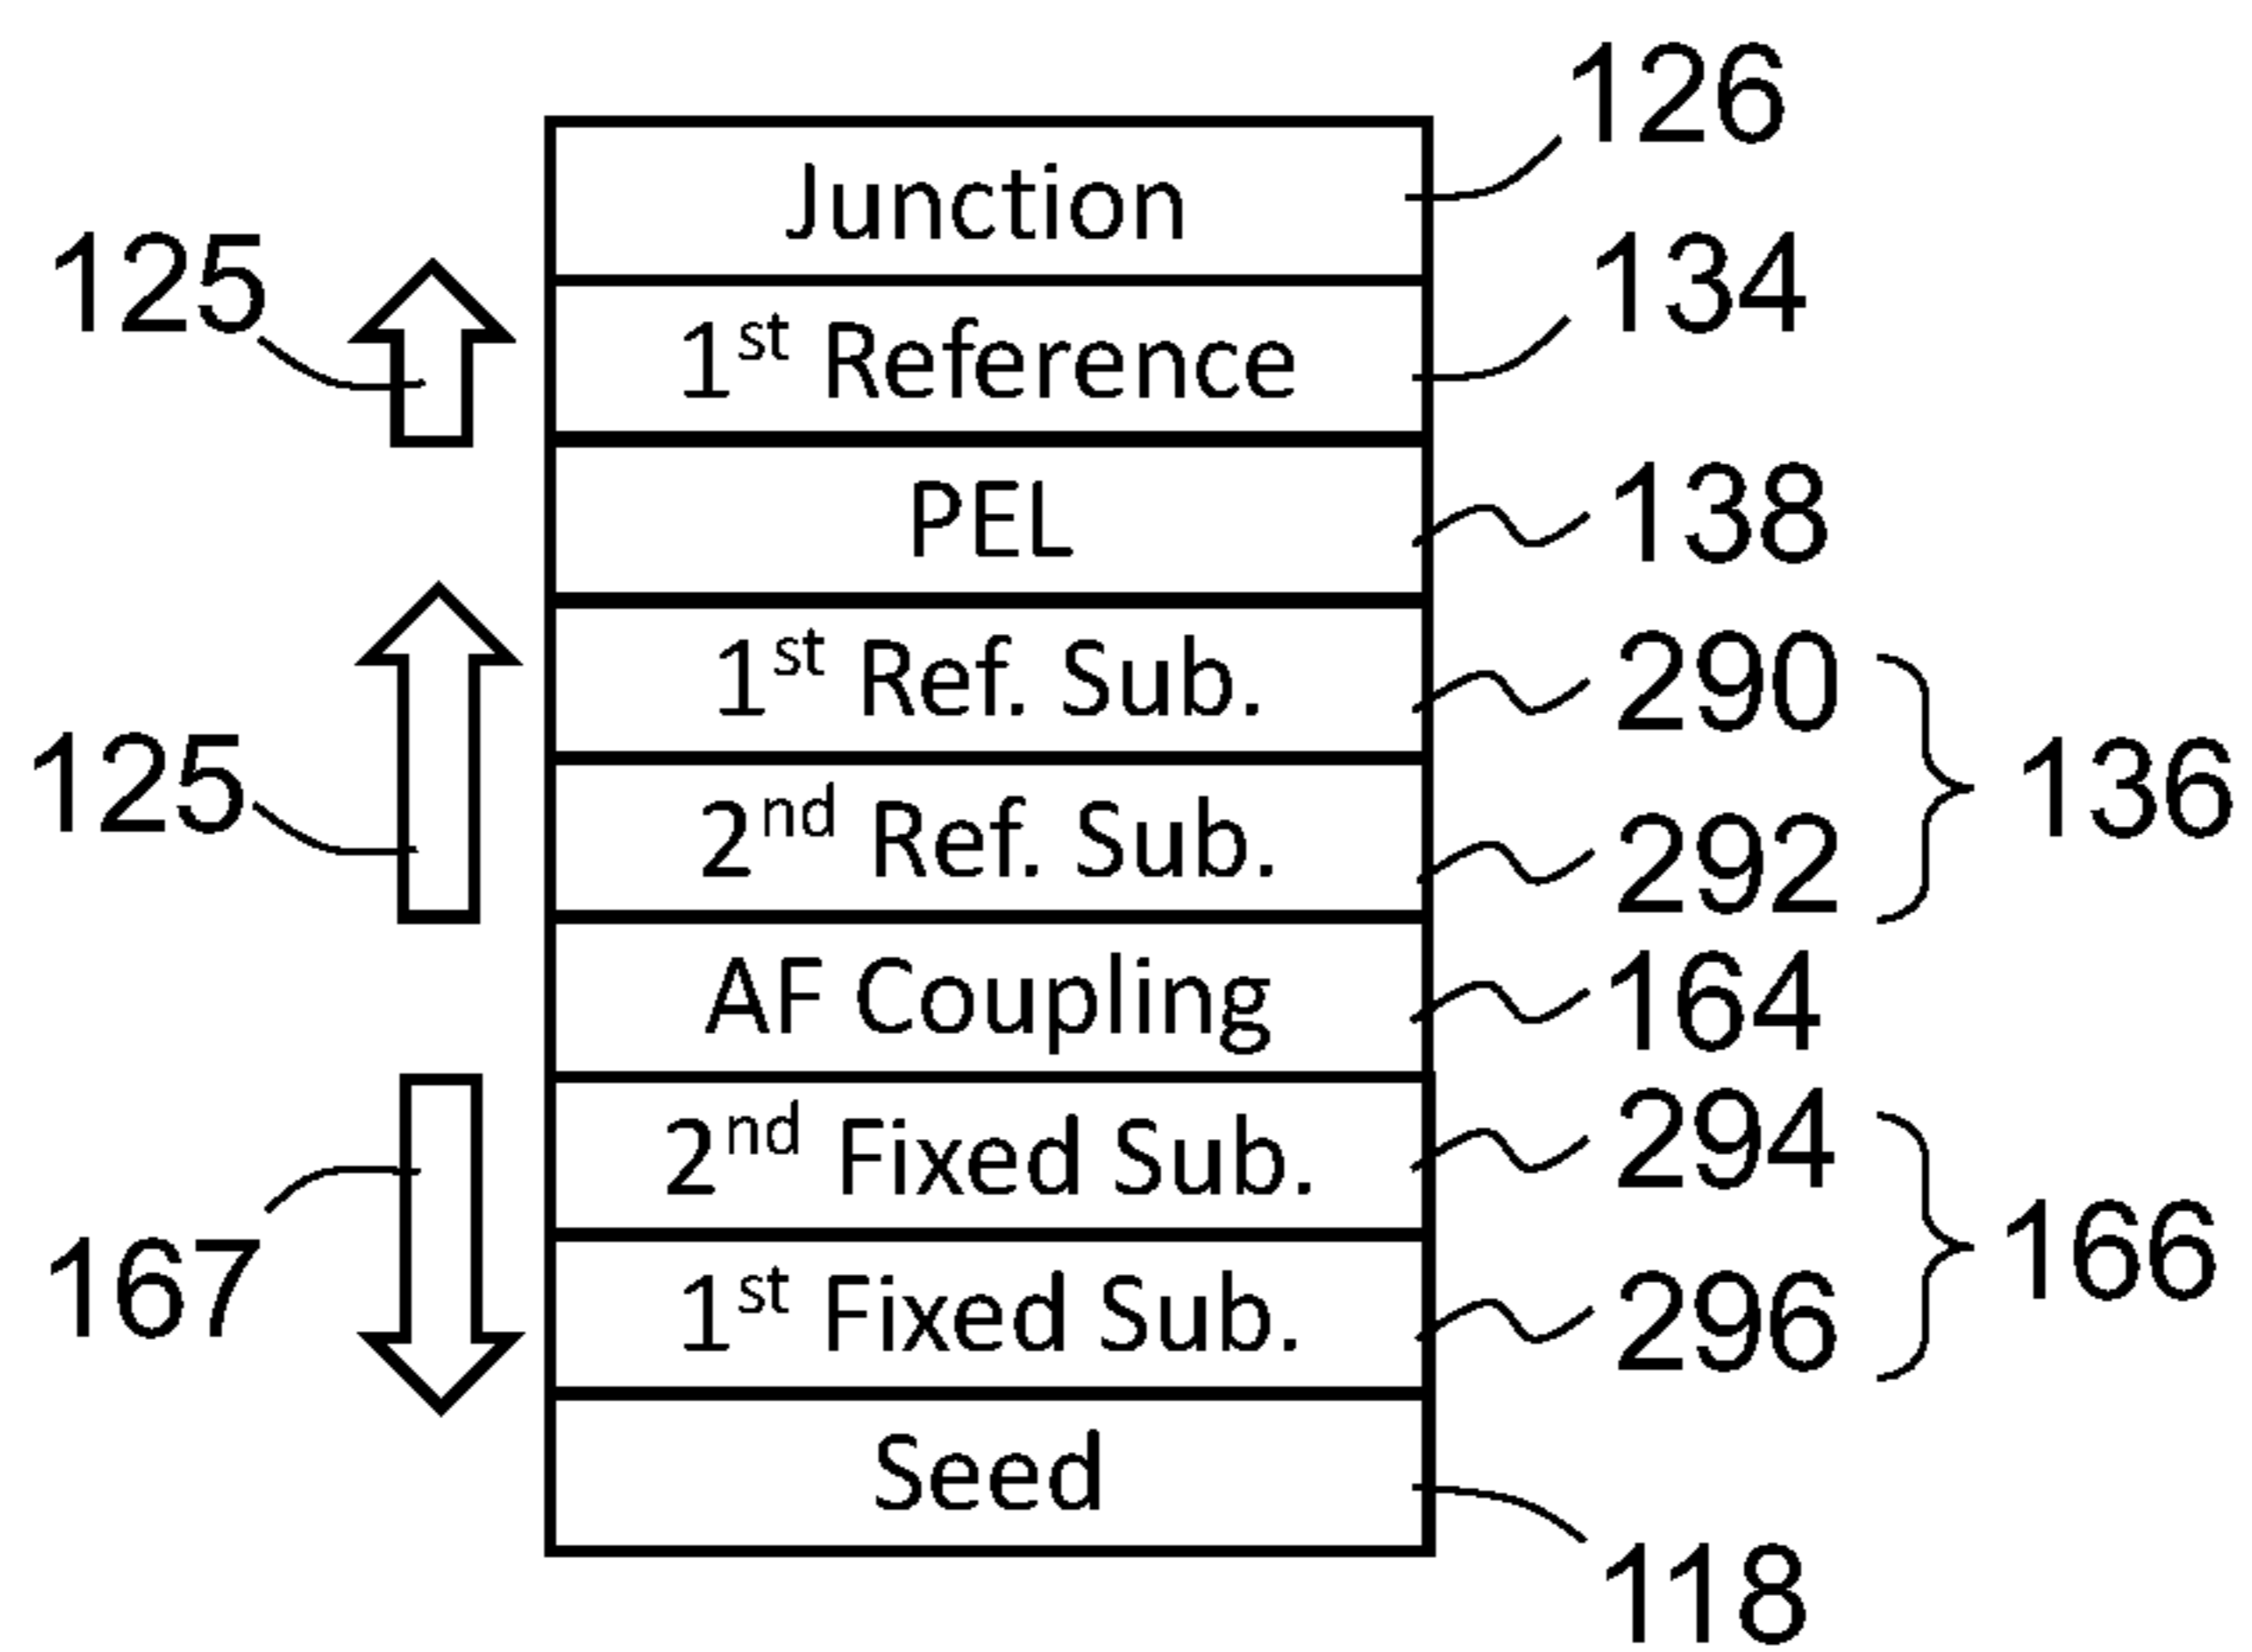 126
Junction
125
134
1st Reference
PEL
138
1st Ref. Sub.
290
125
136
2nd Ref. Sub.
292
AF Coupling
164
2nd Fixed Sub.
294
167
166
1st Fixed Sub.
296
Seed
118